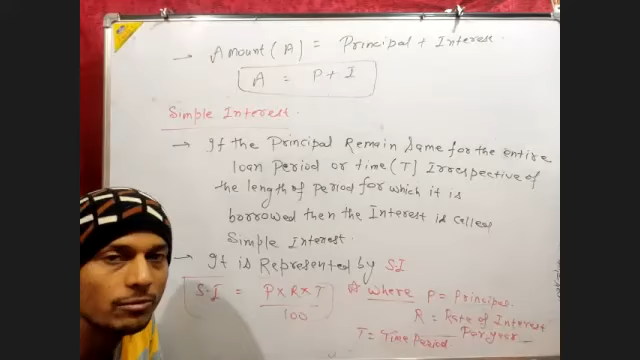 → Amount (A) = Principal + Interest.
A = P + I
Simple Interest.
→ If the Principal Remain Same for the entire
loan Period or time (T) Irrespective of
the length of period for which it is
borrowed then the Interest is called
Simple Interest.
→ It is Represented by SI
S.I = P x R x T / 100 where P = Principal.
R = Rate of Interest
Per year
T = Time Period